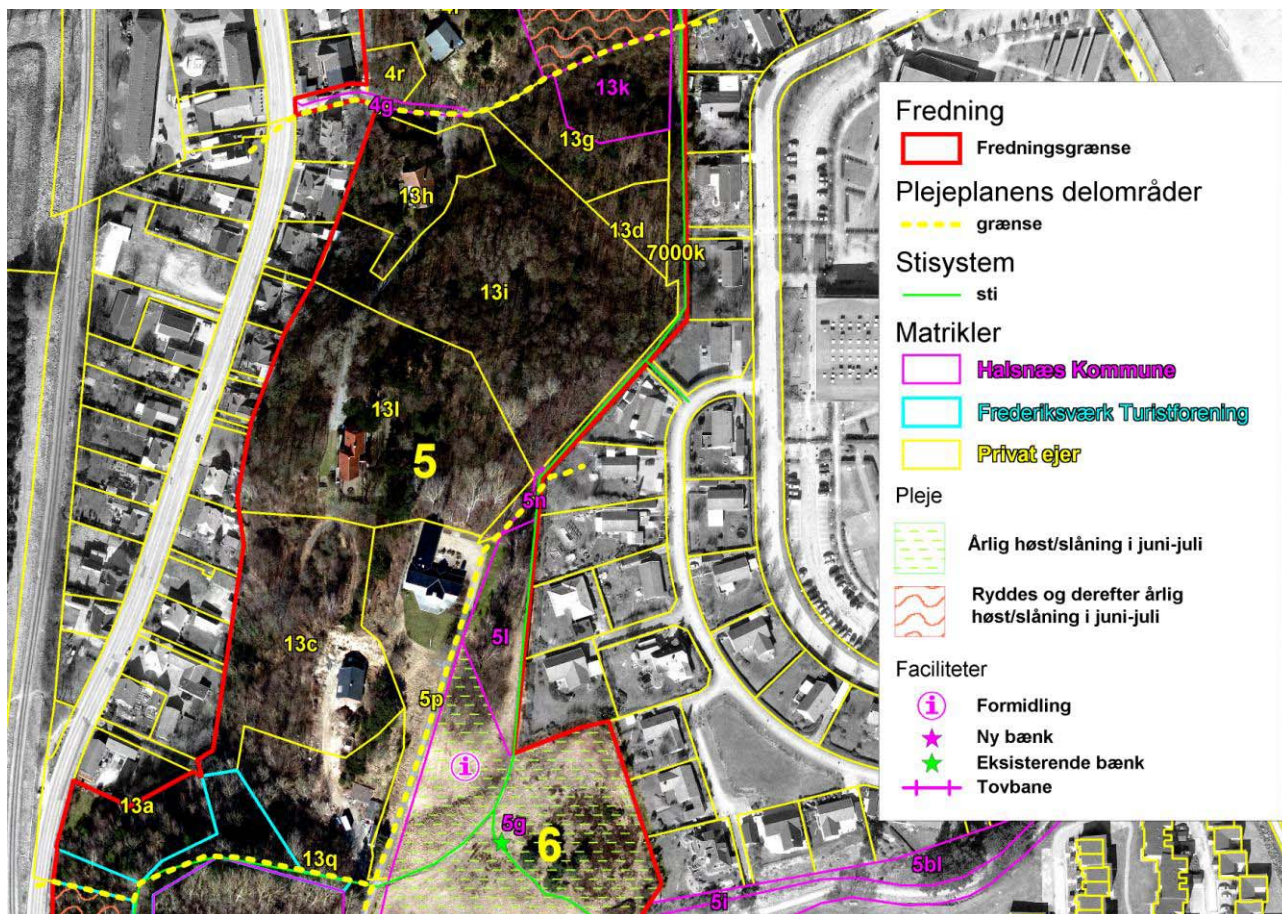 4r
4g
13k
13g
13h
13d
7000k
13i
13l
5
5n
13c
5l
5p
13a
5g
6
13q
5bl
5i
Fredning
Fredningsgrænse
Plejeplanens delområder
grænse
Stisystem
sti
Matrikler
Halsnæs Kommune
Frederiksværk Turistforening
Privat ejer
Pleje
Årlig høst/slåning i juni-juli
Ryddes og derefter årlig
høst/slåning i juni-juli
Faciliteter
i Formidling
Ny bænk
Eksisterende bænk
Tovbane
i